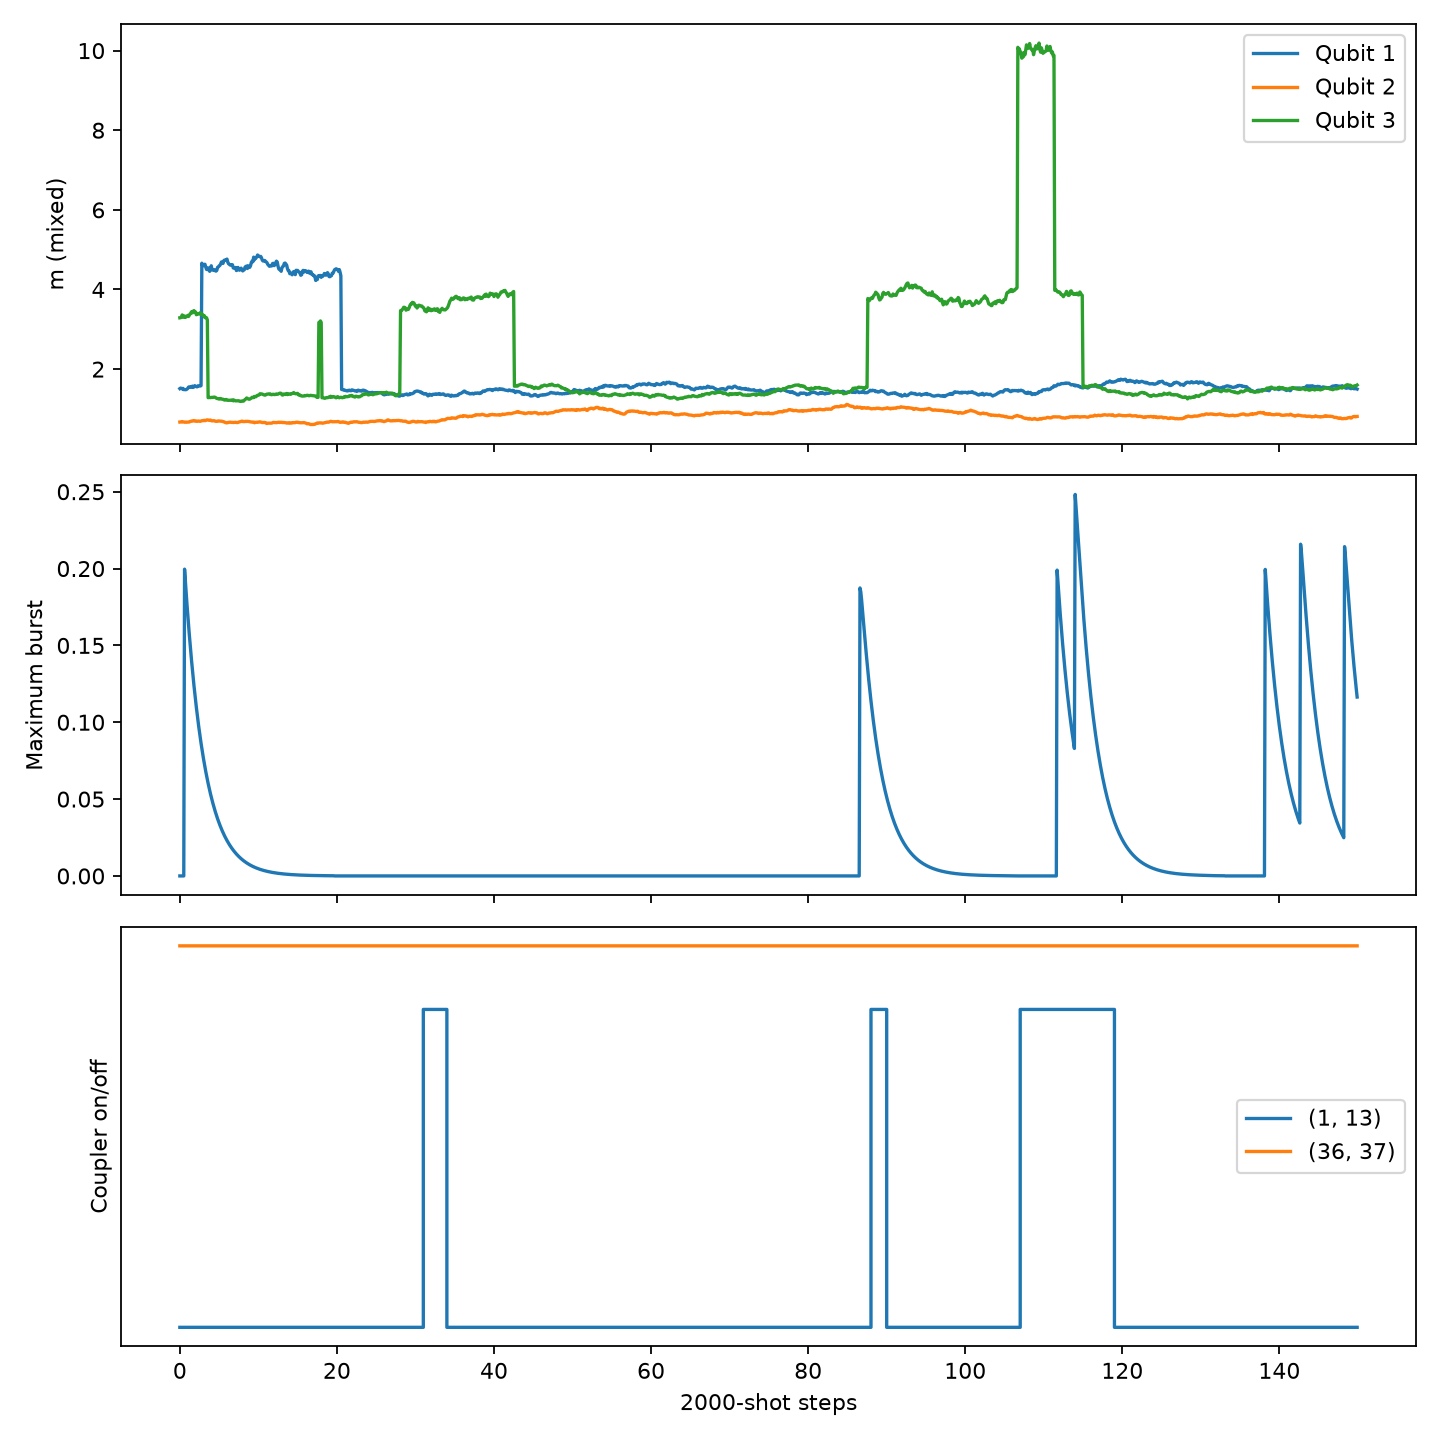 10
8
6
4
2
m (mixed)
Qubit 1
Qubit 2
Qubit 3
0.25
0.20
0.15
0.10
0.05
0.00
Maximum burst
Coupler on/off
(1, 13)
(36, 37)
0 20 40 60 80 100 120 140
2000-shot steps